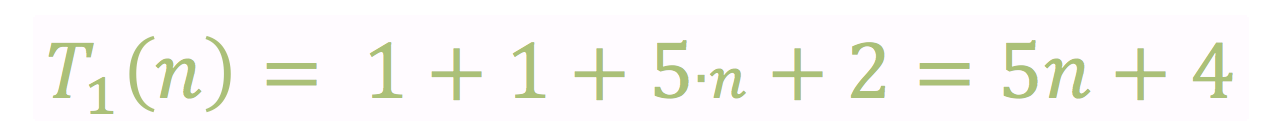 T₁(n) = 1 + 1 + 5·n + 2 = 5n + 4